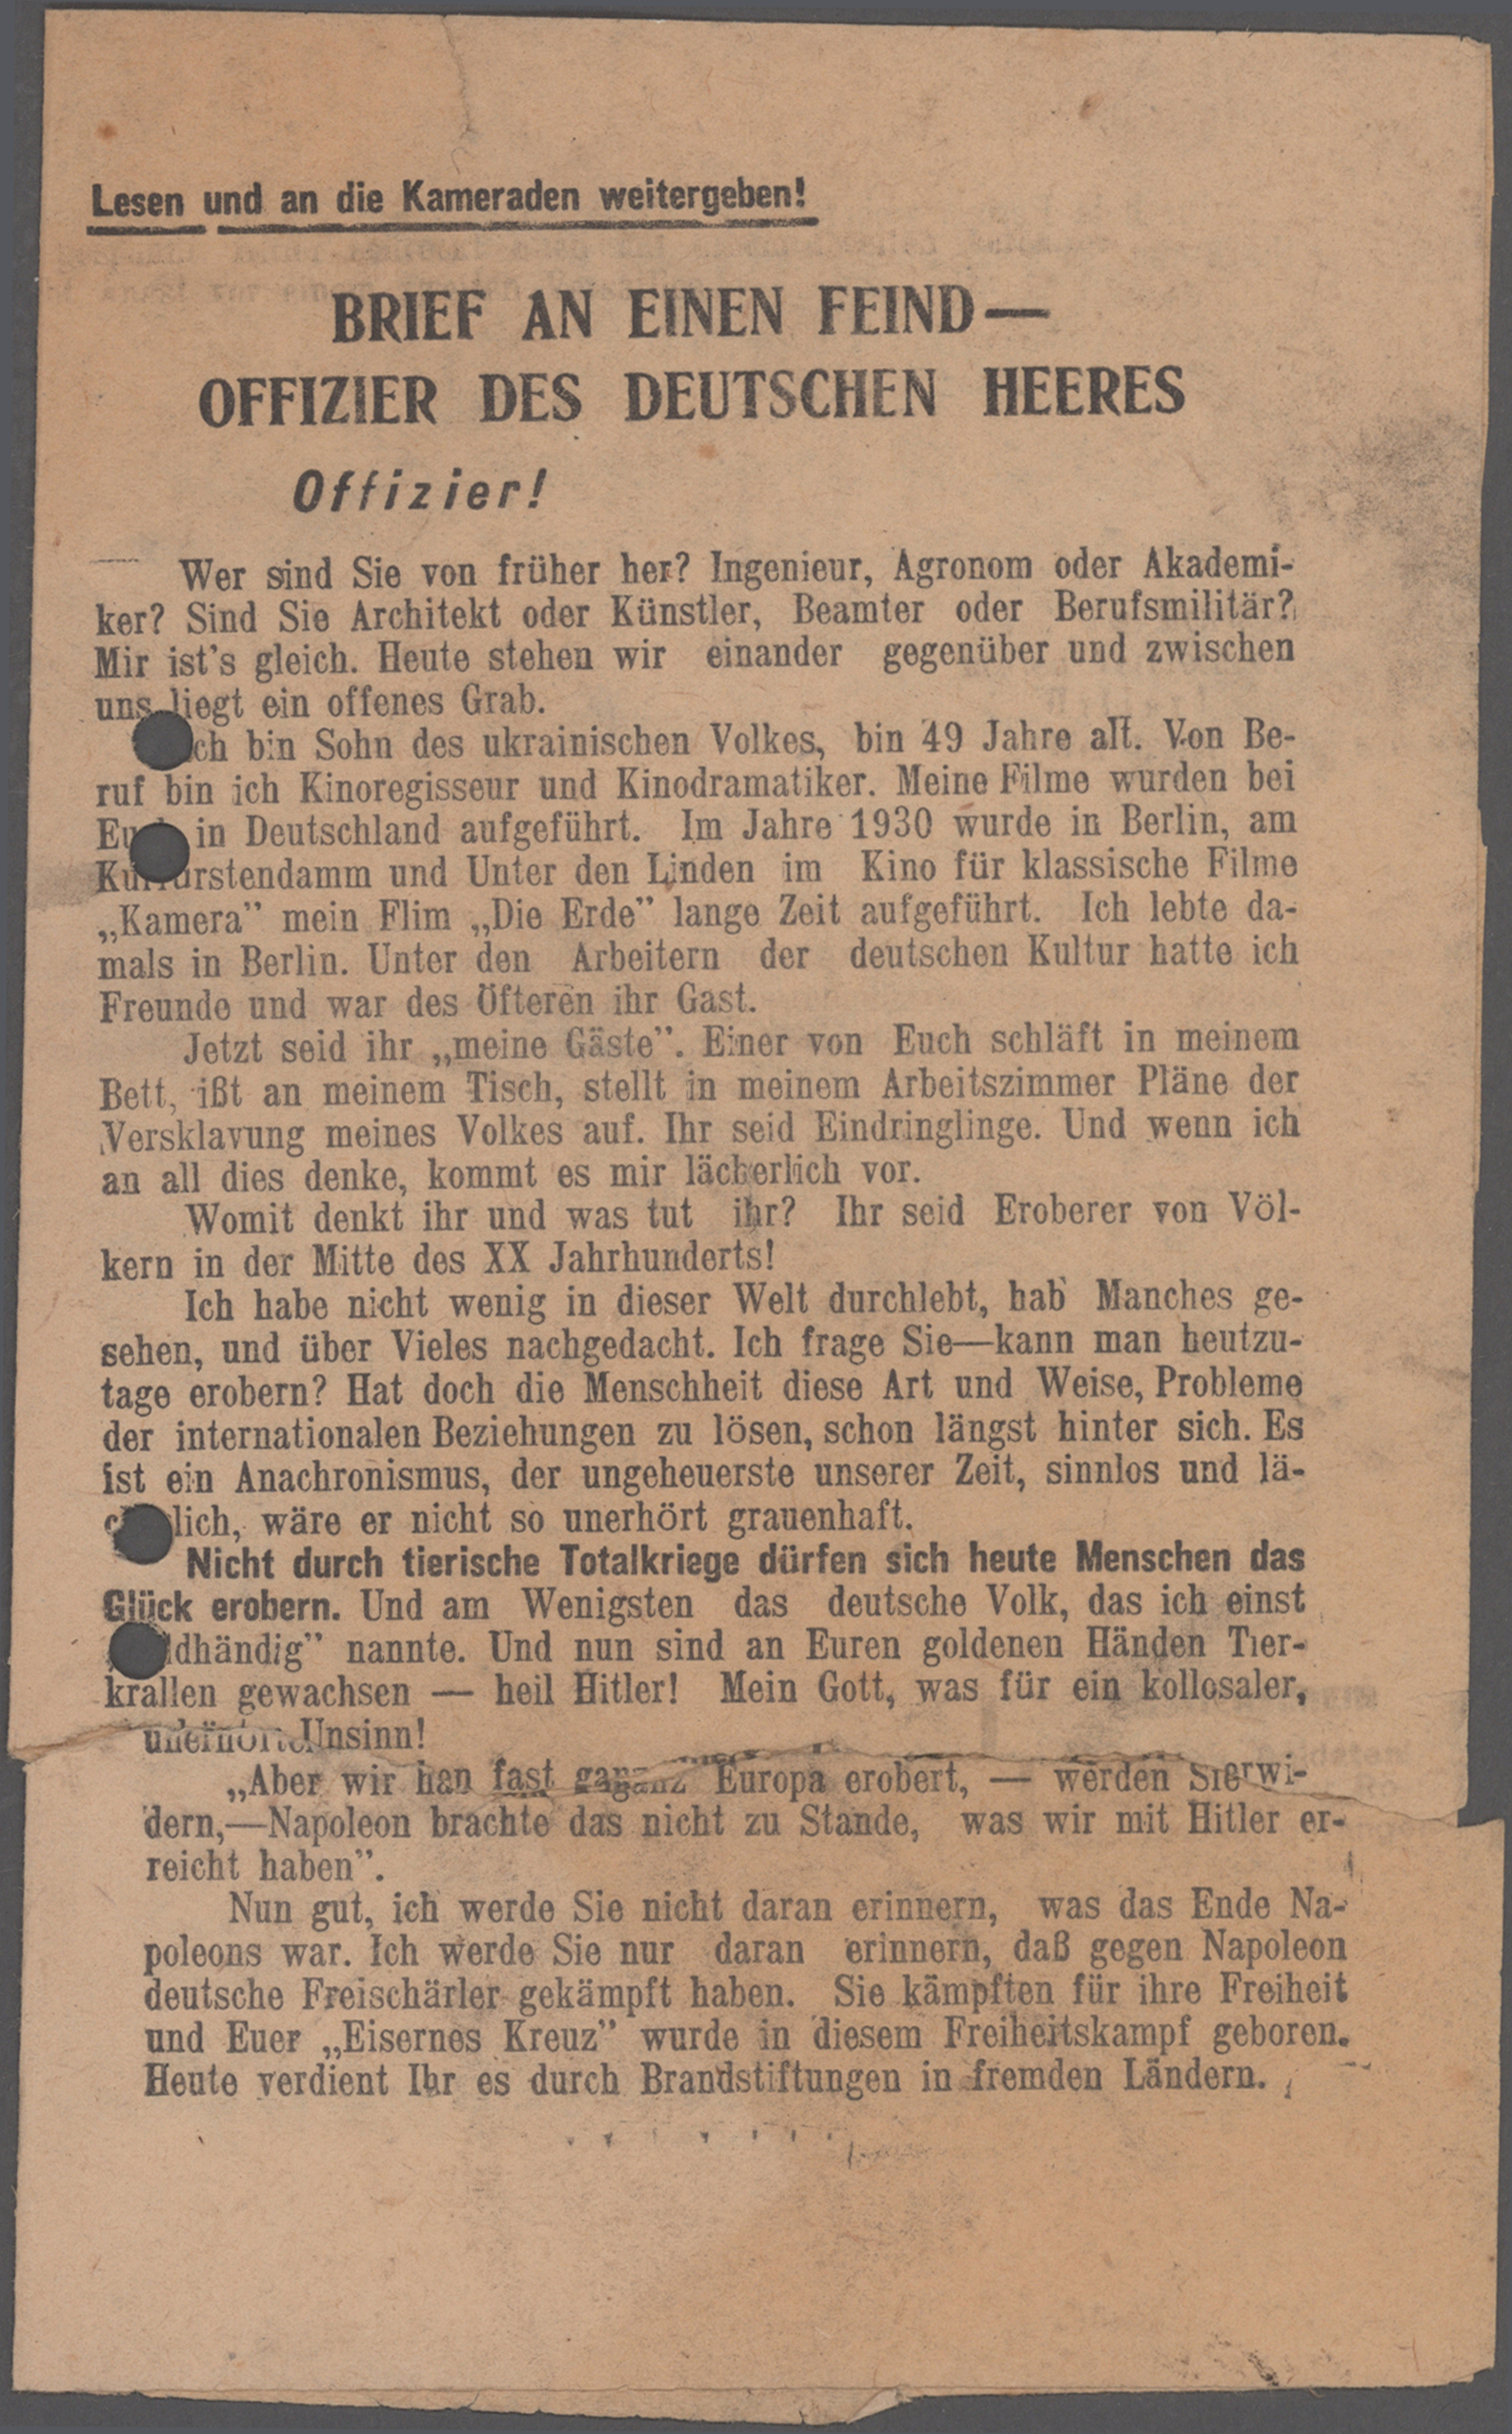 Lesen und an die Kameraden weitergeben!
BRIEF AN EINEN FEIND—
OFFIZIER DES DEUTSCHEN HEERES
Offizier!
Wer sind Sie von früher her? Ingenieur, Agronom oder Akademi-
ker? Sind Sie Architekt oder Künstler, Beamter oder Berufsmilitär?
Mir ist's gleich. Heute stehen wir einander gegenüber und zwischen
uns liegt ein offenes Grab.
ch bin Sohn des ukrainischen Volkes, bin 49 Jahre alt. Von Be-
ruf bin ich Kinoregisseur und Kinodramatiker. Meine Filme wurden bei
in Deutschland aufgeführt. Im Jahre 1930 wurde in Berlin, am
Kurfürstendamm und Unter den Linden im Kino für klassische Filme
„Kamera” mein Flim „Die Erde” lange Zeit aufgeführt. Ich lebte da-
mals in Berlin. Unter den Arbeitern der deutschen Kultur hatte ich
Freunde und war des Öfteren ihr Gast.
Jetzt seid ihr „meine Gäste”. Einer von Euch schläft in meinem
Bett, ißt an meinem Tisch, stellt in meinem Arbeitszimmer Pläne der
Versklavung meines Volkes auf. Ihr seid Eindringlinge. Und wenn ich
an all dies denke, kommt es mir lächerlich vor.
Womit denkt ihr und was tut ihr? Ihr seid Eroberer von Völ-
kern in der Mitte des XX Jahrhunderts!
Ich habe nicht wenig in dieser Welt durchlebt, hab' Manches ge-
sehen, und über Vieles nachgedacht. Ich frage Sie—kann man heutzu-
tage erobern? Hat doch die Menschheit diese Art und Weise, Probleme
der internationalen Beziehungen zu lösen, schon längst hinter sich. Es
ist ein Anachronismus, der ungeheuerste unserer Zeit, sinnlos und lä-
lich, wäre er nicht so unerhört grauenhaft.
Nicht durch tierische Totalkriege dürfen sich heute Menschen das
Glück erobern. Und am Wenigsten das deutsche Volk, das ich einst
dhändig” nannte. Und nun sind an Euren goldenen Händen Tier-
krallen gewachsen — heil Hitler! Mein Gott, was für ein kollosaler,
unerhörte Unsinn!
„Aber wir han fast ganz Europa erobert, — werden Sie erwi-
dern,—Napoleon brachte das nicht zu Stande, was wir mit Hitler er-
reicht haben”.
Nun gut, ich werde Sie nicht daran erinnern, was das Ende Na-
poleons war. Ich werde Sie nur daran erinnern, daß gegen Napoleon
deutsche Freischärler gekämpft haben. Sie kämpften für ihre Freiheit
und Euer „Eisernes Kreuz” wurde in diesem Freiheitskampf geboren.
Heute verdient Ihr es durch Brandstiftungen in fremden Ländern.